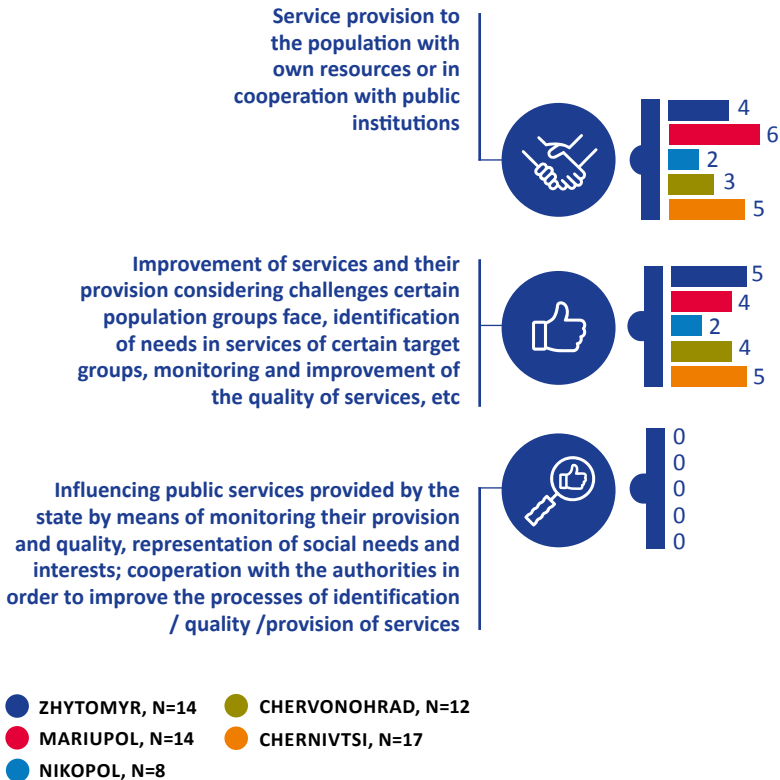 Service provision to
the population with
own resources or in
cooperation with public
institutions
4
6
2
3
5
Improvement of services and their
provision considering challenges certain
population groups face, identification
of needs in services of certain target
groups, monitoring and improvement of
the quality of services, etc
5
4
2
4
5
Influencing public services provided by the
state by means of monitoring their provision
and quality, representation of social needs and
interests; cooperation with the authorities in
order to improve the processes of identification
/ quality /provision of services
0
0
0
0
0
ZHYTOMYR, N=14
MARIUPOL, N=14
NIKOPOL, N=8
CHERVONOHRAD, N=12
CHERNIVTSI, N=17